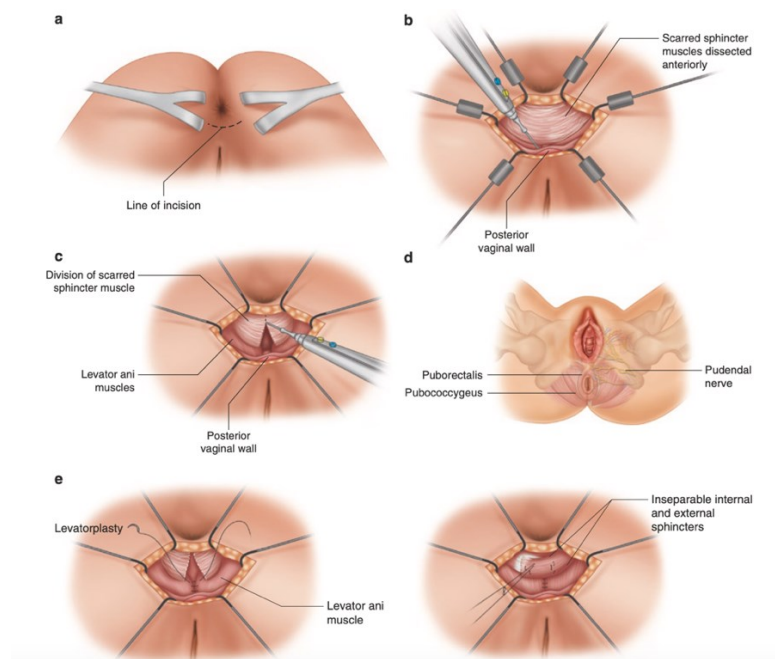 a
Line of incision
b
Scarred sphincter
muscles dissected
anteriorly
Posterior
vaginal wall
c
Division of scarred
sphincter muscle
Levator ani
muscles
Posterior
vaginal wall
d
Puborectalis
Pubococcygeus
Pudendal
nerve
e
Levatorplasty
Levator ani
muscle
Inseparable internal
and external
sphincters